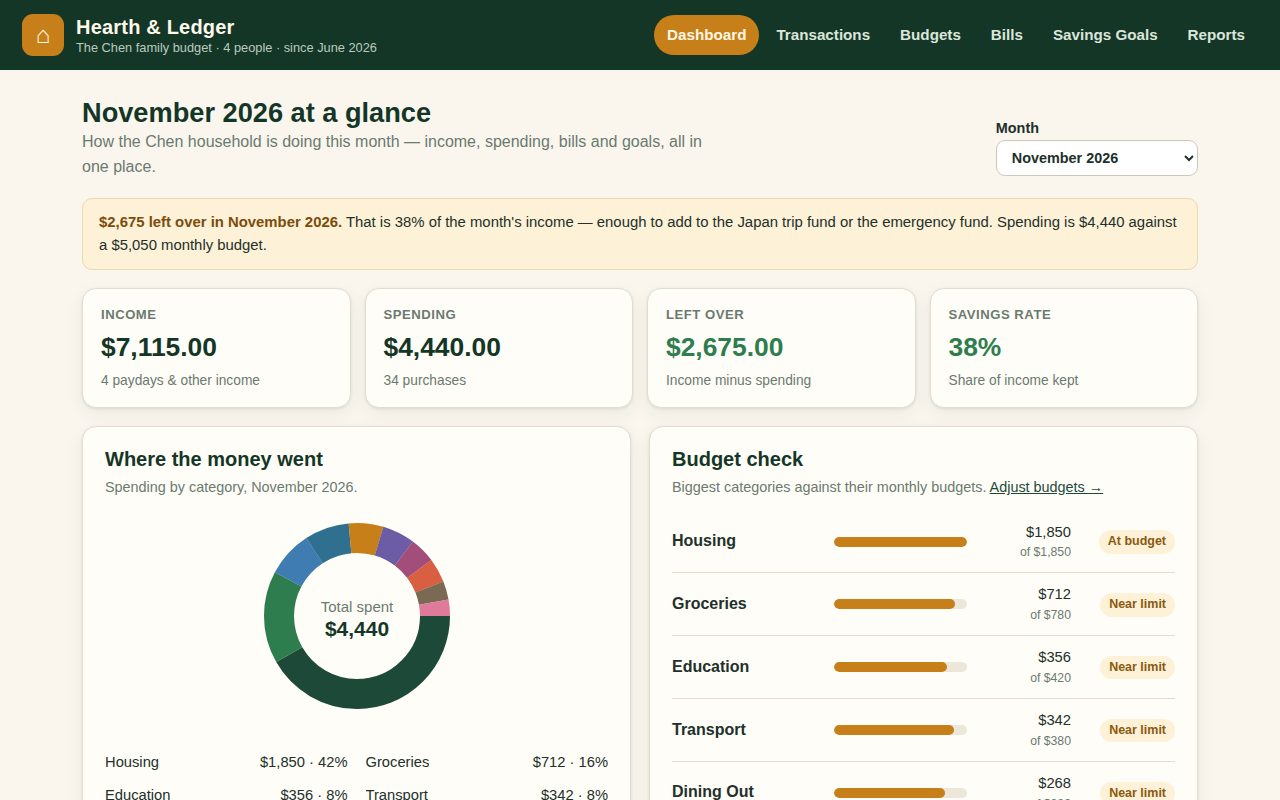 Hearth & Ledger
The Chen family budget · 4 people · since June 2026
Dashboard
Transactions
Budgets
Bills
Savings Goals
Reports
November 2026 at a glance
How the Chen household is doing this month — income, spending, bills and goals, all in
one place.
Month
November 2026
$2,675 left over in November 2026. That is 38% of the month's income — enough to add to the Japan trip fund or the emergency fund. Spending is $4,440 against
a $5,050 monthly budget.
INCOME
$7,115.00
4 paydays & other income
SPENDING
$4,440.00
34 purchases
LEFT OVER
$2,675.00
Income minus spending
SAVINGS RATE
38%
Share of income kept
Where the money went
Spending by category, November 2026.
Total spent
$4,440
Housing $1,850 · 42%
Groceries $712 · 16%
Education $356 · 8%
Transport $342 · 8%
Budget check
Biggest categories against their monthly budgets. Adjust budgets →
Housing
$1,850
of $1,850
At budget
Groceries
$712
of $780
Near limit
Education
$356
of $420
Near limit
Transport
$342
of $380
Near limit
Dining Out
$268
Near limit